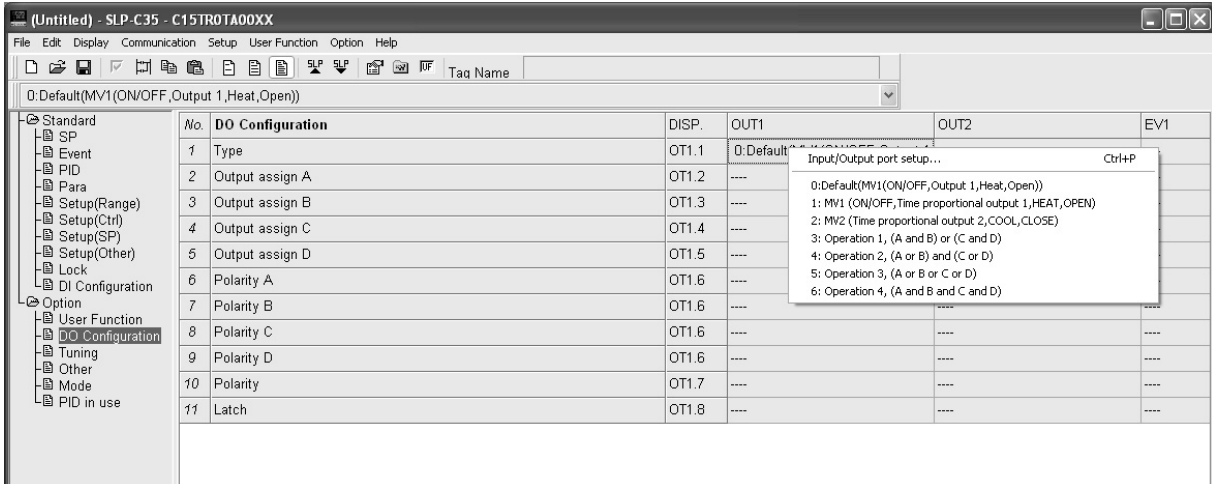 (Untitled) - SLP-C35 - C15TR0TA00XX
File Edit Display Communication Setup User Function Option Help
SLP SLP UF Tag Name
0:Default(MV1(ON/OFF,Output 1,Heat,Open))
Standard
SP
Event
PID
Para
Setup(Range)
Setup(Ctrl)
Setup(SP)
Setup(Other)
Lock
DI Configuration
Option
User Function
DO Configuration
Tuning
Other
Mode
PID in use
No. DO Configuration DISP. OUT1 OUT2 EV1
1 Type OT1.1 0:Default
2 Output assign A OT1.2 ----
3 Output assign B OT1.3 ----
4 Output assign C OT1.4 ----
5 Output assign D OT1.5 ----
6 Polarity A OT1.6 ----
7 Polarity B OT1.6 ---- ---- ----
8 Polarity C OT1.6 ---- ---- ----
9 Polarity D OT1.6 ---- ---- ----
10 Polarity OT1.7 ---- ---- ----
11 Latch OT1.8 ---- ---- ----
Input/Output port setup... Ctrl+P
0:Default(MV1(ON/OFF,Output 1,Heat,Open))
1: MV1 (ON/OFF,Time proportional output 1,HEAT,OPEN)
2: MV2 (Time proportional output 2,COOL,CLOSE)
3: Operation 1, (A and B) or (C and D)
4: Operation 2, (A or B) and (C or D)
5: Operation 3, (A or B or C or D)
6: Operation 4, (A and B and C and D)